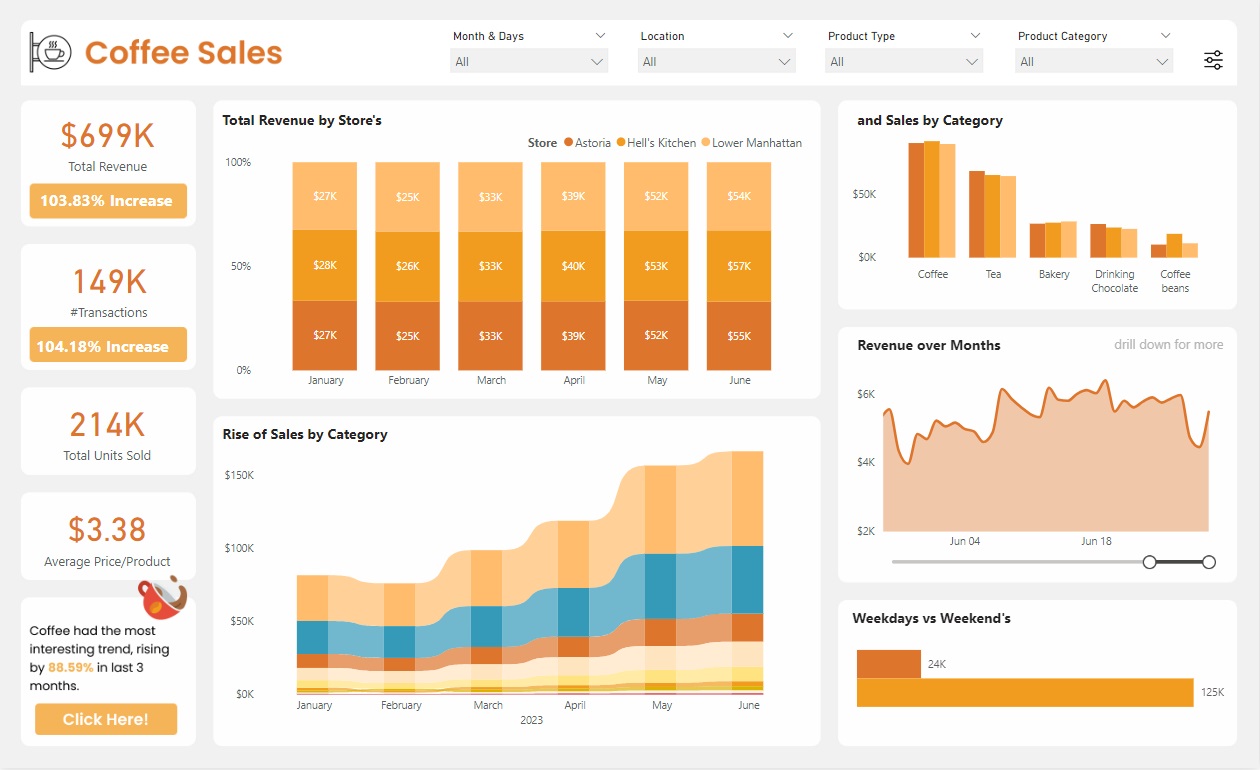 Coffee Sales
Month & Days
All
Location
All
Product Type
All
Product Category
All
$699K
Total Revenue
103.83% Increase
149K
#Transactions
104.18% Increase
214K
Total Units Sold
$3.38
Average Price/Product
Coffee had the most
interesting trend, rising
by 88.59% in last 3
months.
Click Here!
Total Revenue by Store's
Store Astoria Hell's Kitchen Lower Manhattan
100%
50%
0%
$27K $25K $33K $39K $52K $54K
$28K $26K $33K $40K $53K $57K
$27K $25K $33K $39K $52K $55K
January February March April May June
Rise of Sales by Category
$150K
$100K
$50K
$0K
January February March April May June
2023
and Sales by Category
$50K
$0K
Coffee Tea Bakery Drinking Coffee
Chocolate beans
Revenue over Months
drill down for more
$6K
$4K
$2K
Jun 04 Jun 18
Weekdays vs Weekend's
24K
125K